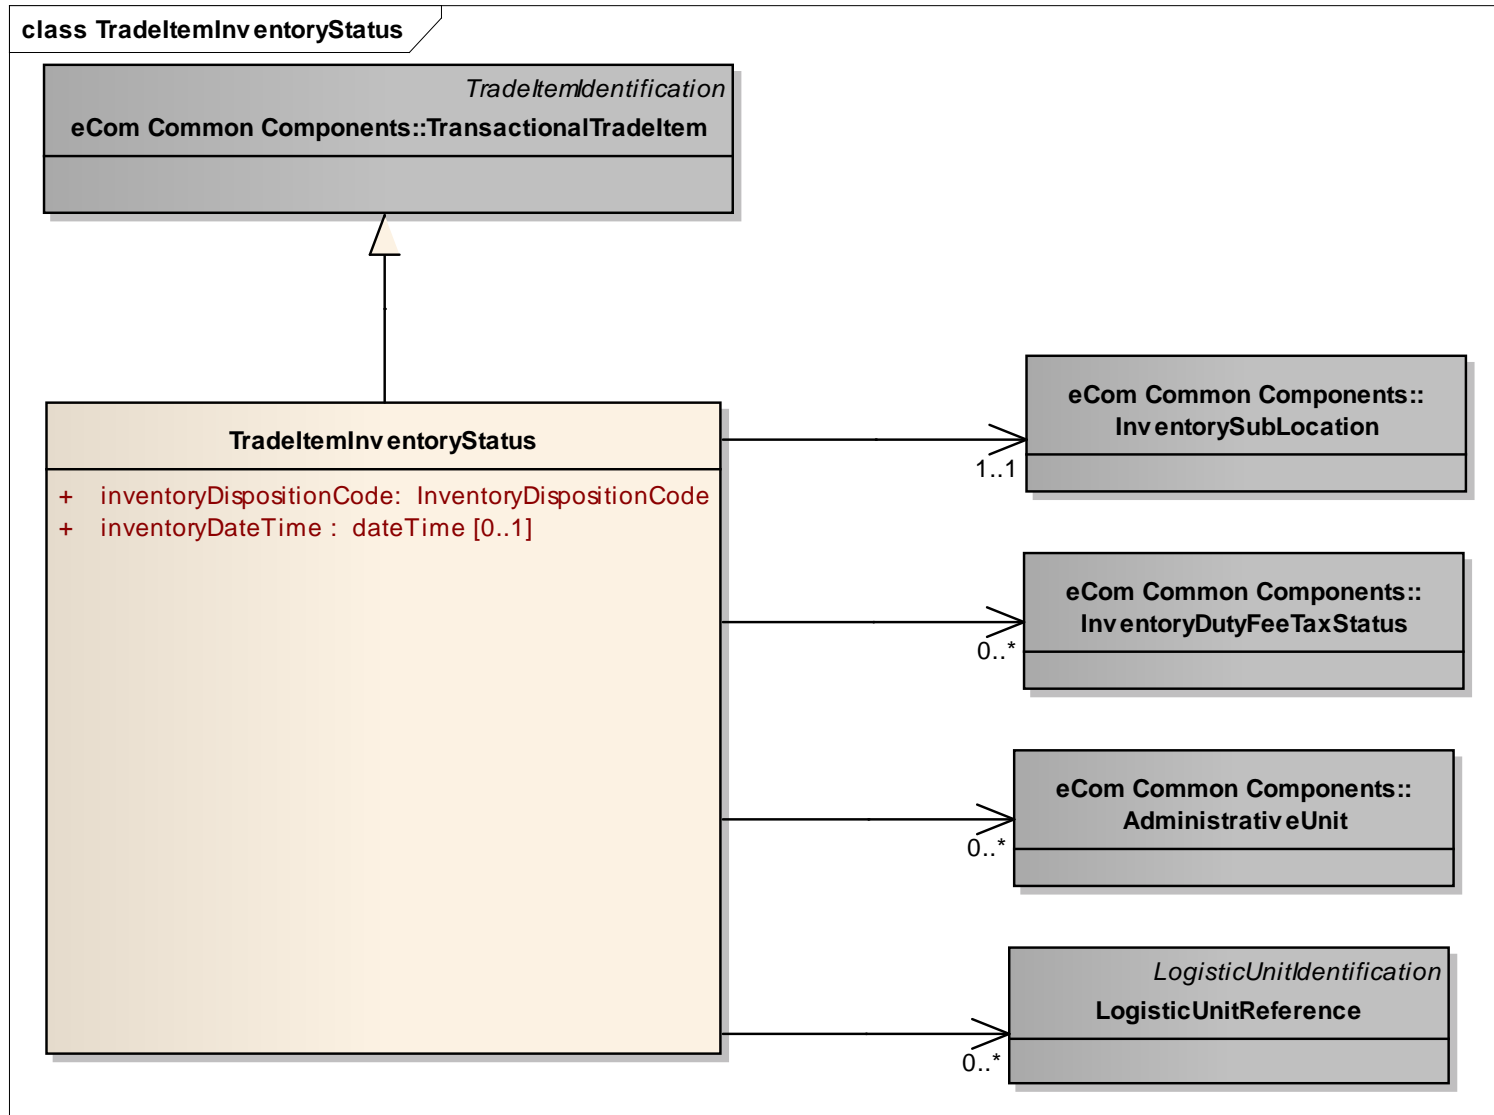 class TradeItemInventoryStatus
TradeItemIdentification
eCom Common Components::TransactionalTradeItem
TradeItemInventoryStatus
+ inventoryDispositionCode: InventoryDispositionCode
+ inventoryDateTime : dateTime [0..1]
eCom Common Components::
InventorySubLocation
1..1
eCom Common Components::
InventoryDutyFeeTaxStatus
0..*
eCom Common Components::
AdministrativeUnit
0..*
LogisticUnitIdentification
LogisticUnitReference
0..*